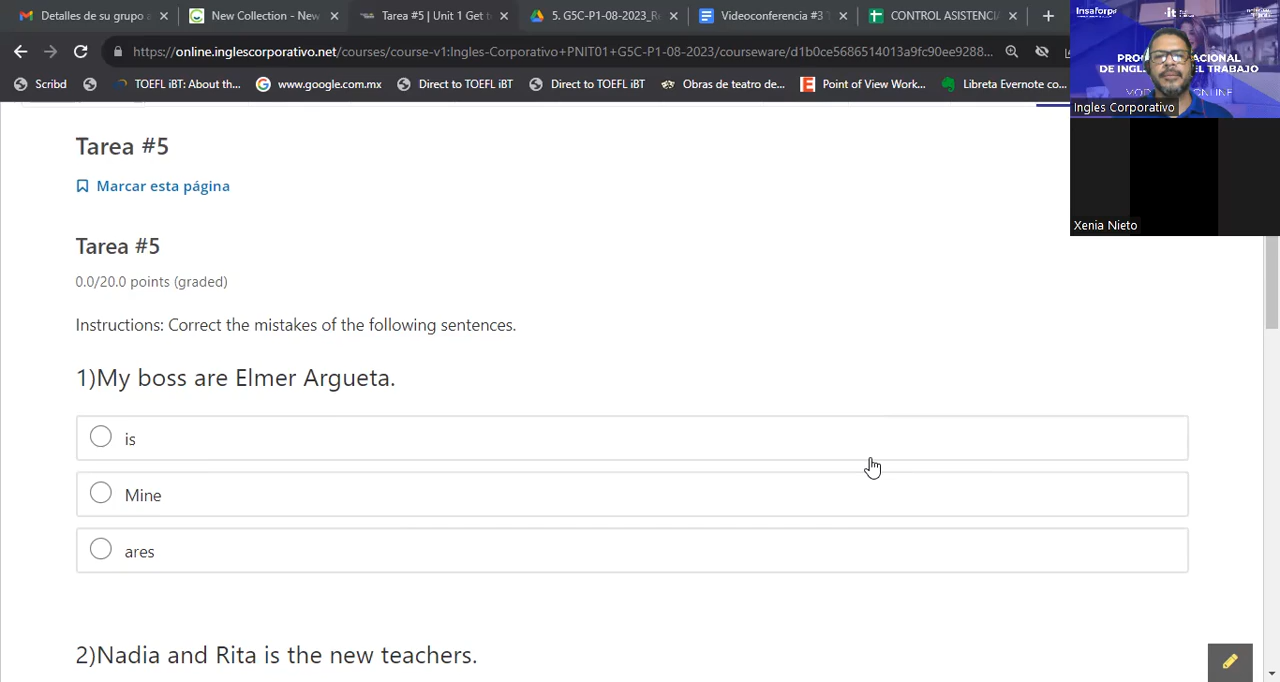 Detalles de su grupo a
New Collection - New
Tarea #5 | Unit 1 Get t
5. G5C-P1-08-2023_R
Videoconferencia #3 T
CONTROL ASISTENCI
https://online.inglescorporativo.net/courses/course-v1:Ingles-Corporativo+PNIT01+G5C-P1-08-2023/courseware/d1b0ce5686514013a9fc90ee9288...
Scribd
TOEFL iBT: About th...
www.google.com.mx
Direct to TOEFL iBT
Direct to TOEFL iBT
Obras de teatro de...
Point of View Work...
Libreta Evernote co...
Insaforp
·it
Ingles Corporativo
Xenia Nieto
Tarea #5
Marcar esta página
Tarea #5
0.0/20.0 points (graded)
Instructions: Correct the mistakes of the following sentences.
1)My boss are Elmer Argueta.
is
Mine
ares
2)Nadia and Rita is the new teachers.